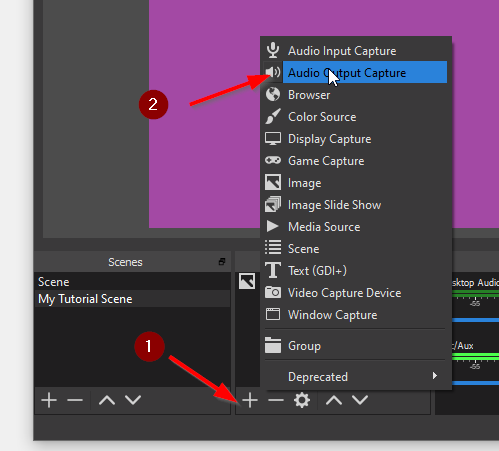 2
Audio Input Capture
Audio Output Capture
Browser
Color Source
Display Capture
Game Capture
Image
Image Slide Show
Media Source
Scene
Text (GDI+)
Video Capture Device
Window Capture
Group
Deprecated
Scenes
Scene
My Tutorial Scene
1
Audio
-55
/Aux
-55